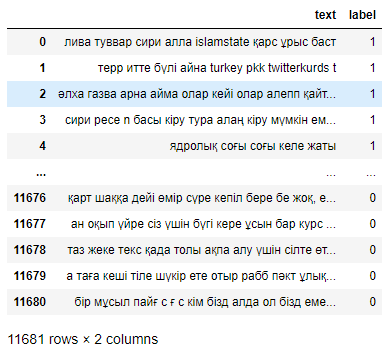 text label
0 лива туввар сири алла islamstate қарс ұрыс баст 1
1 терр итте бүлі айна turkey pkk twitterkurds t 1
2 әлха газва арна айма олар кейі олар алепп қайт... 1
3 сири ресе n басы кіру тура алаң кіру мүмкін ем... 1
4 ядролық соғы соғы келе жаты 1
... ... ...
11676 қарт шаққа дейі өмір сүре кепіл бере бе жоқ, е... 0
11677 ан оқып үйре сіз үшін бүгі кере ұсын бар курс ... 0
11678 таз жеке текс қада толы ақпа алу үшін сілте өт... 0
11679 а таға кеші тіле шүкір ете отыр рабб пәкт ұлық... 0
11680 бір мұсыл пайғ с ғ с кім бізд алда ол бізд еме... 0
11681 rows × 2 columns